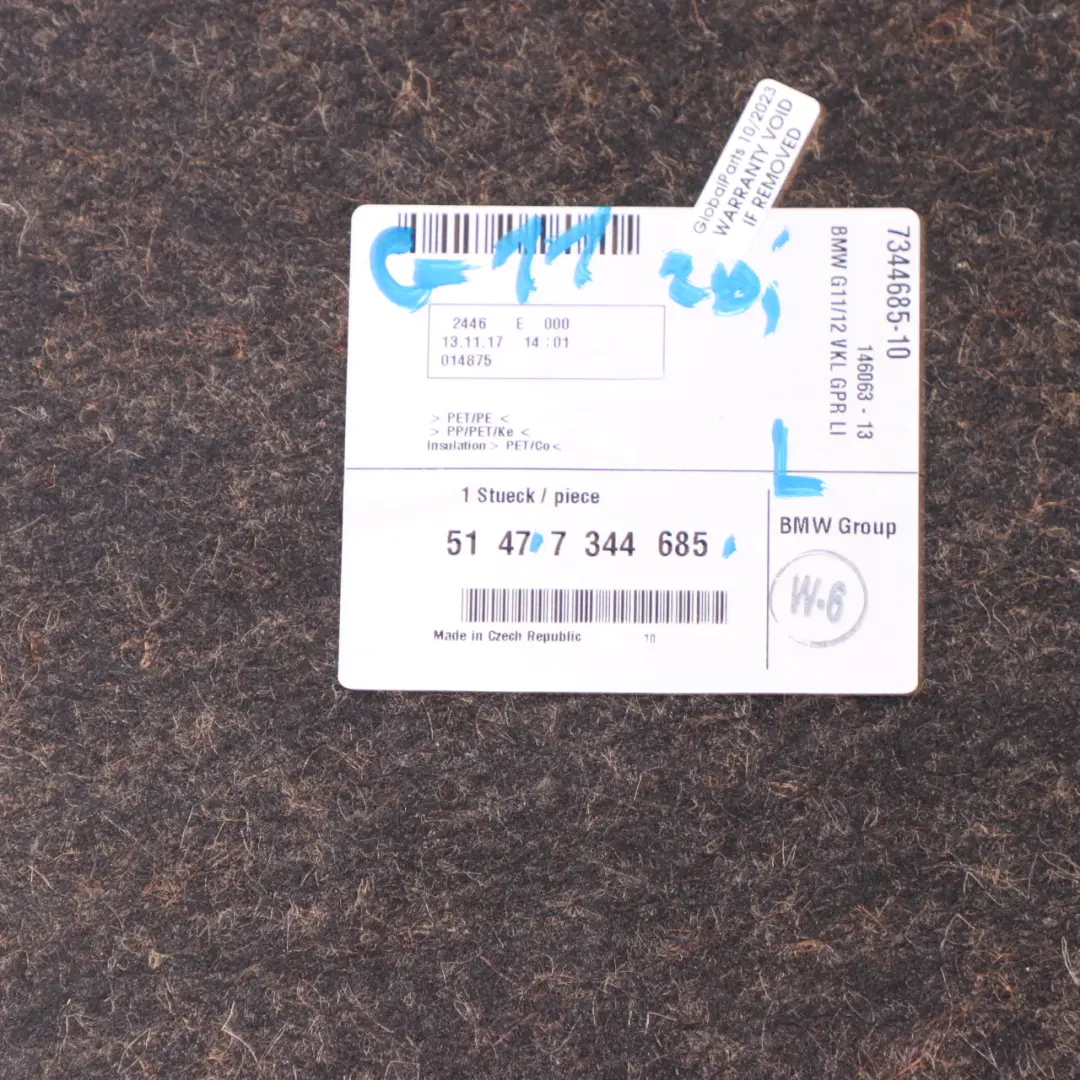 GlobalParts 10/2023
WARRANTY VOID
IF REMOVED
G11
L
2446 E 000
13.11.17 14:01
014875
> PET/PE <
> PP/PET/Ke <
Insulation > PET/Co<
7344685-10
146063 - 13
BMW G11/12 VKL GPR LI
1 Stueck / piece
51 47 7 344 685
Made in Czech Republic 10
BMW Group
W-6